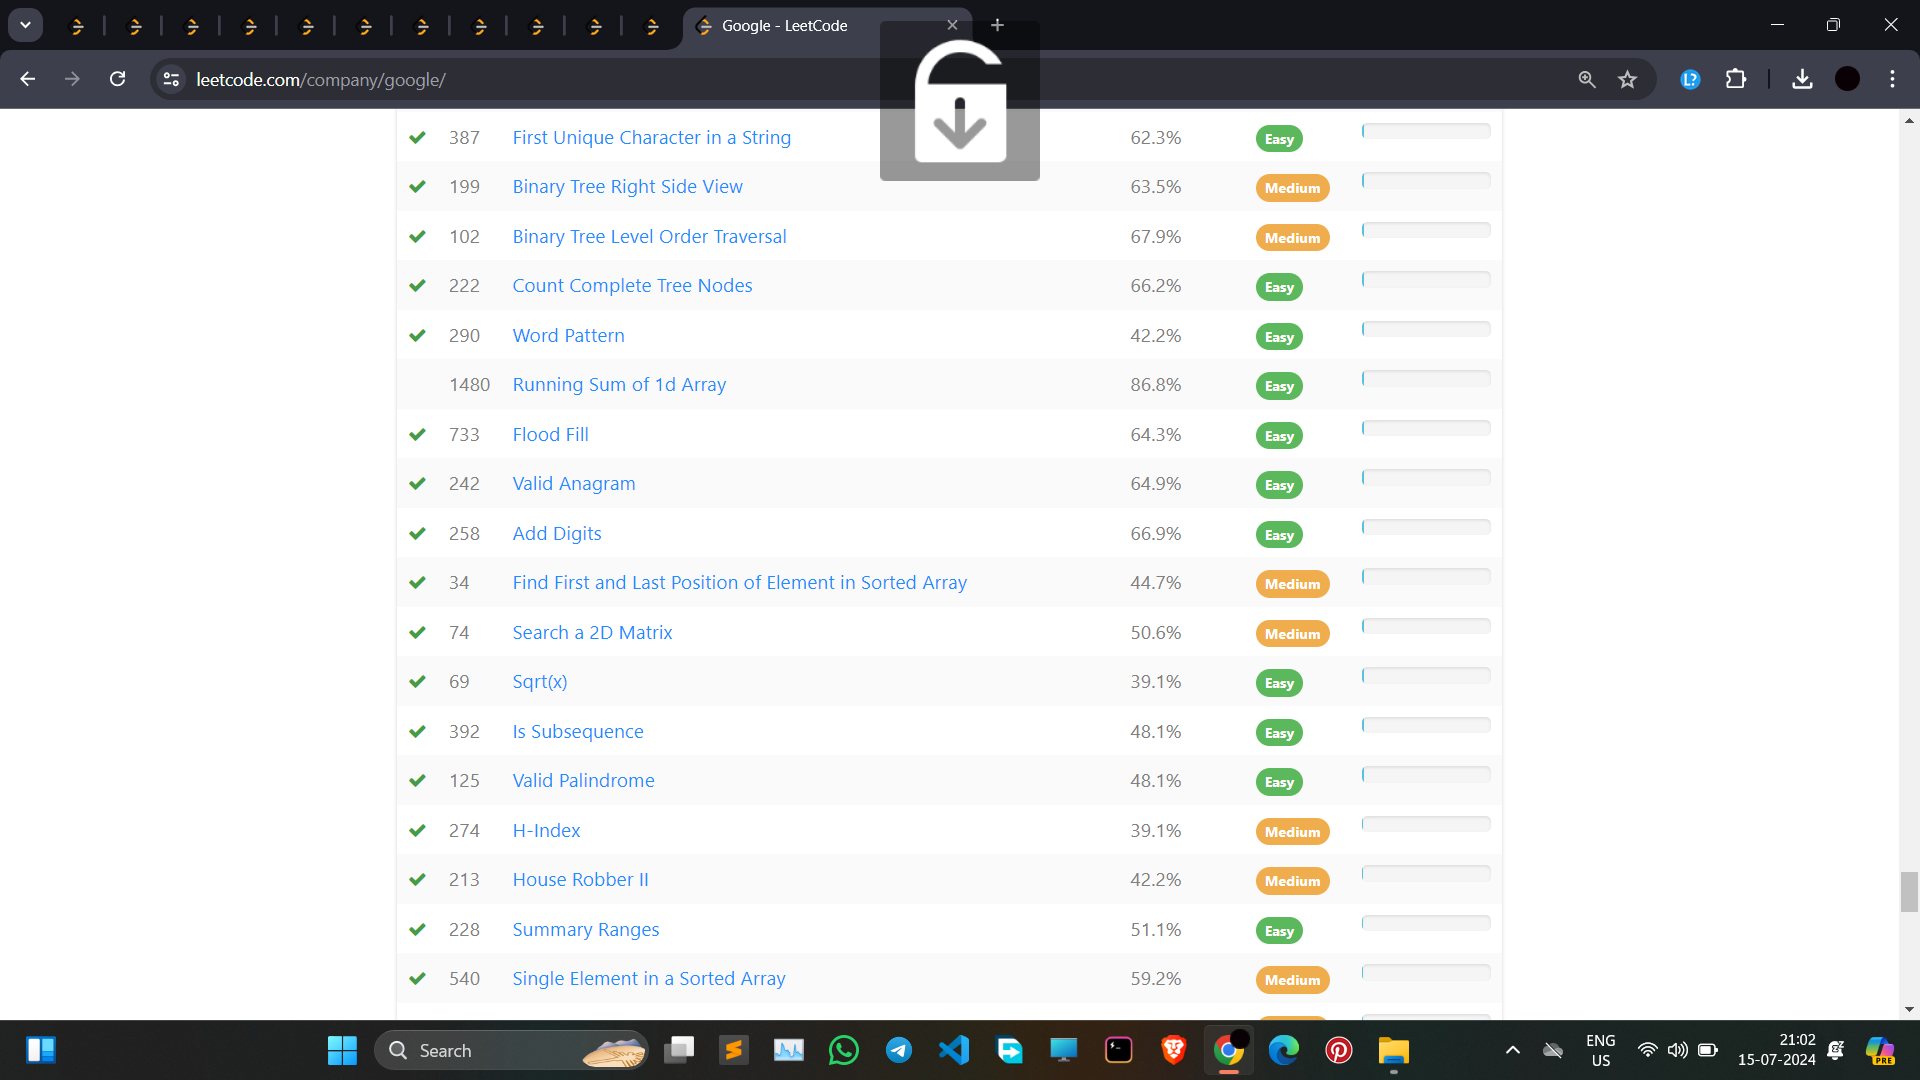 Google - LeetCode
leetcode.com/company/google/
387 First Unique Character in a String 62.3% Easy
199 Binary Tree Right Side View 63.5% Medium
102 Binary Tree Level Order Traversal 67.9% Medium
222 Count Complete Tree Nodes 66.2% Easy
290 Word Pattern 42.2% Easy
1480 Running Sum of 1d Array 86.8% Easy
733 Flood Fill 64.3% Easy
242 Valid Anagram 64.9% Easy
258 Add Digits 66.9% Easy
34 Find First and Last Position of Element in Sorted Array 44.7% Medium
74 Search a 2D Matrix 50.6% Medium
69 Sqrt(x) 39.1% Easy
392 Is Subsequence 48.1% Easy
125 Valid Palindrome 48.1% Easy
274 H-Index 39.1% Medium
213 House Robber II 42.2% Medium
228 Summary Ranges 51.1% Easy
540 Single Element in a Sorted Array 59.2% Medium
Search
ENG
US
21:02
15-07-2024
PRE